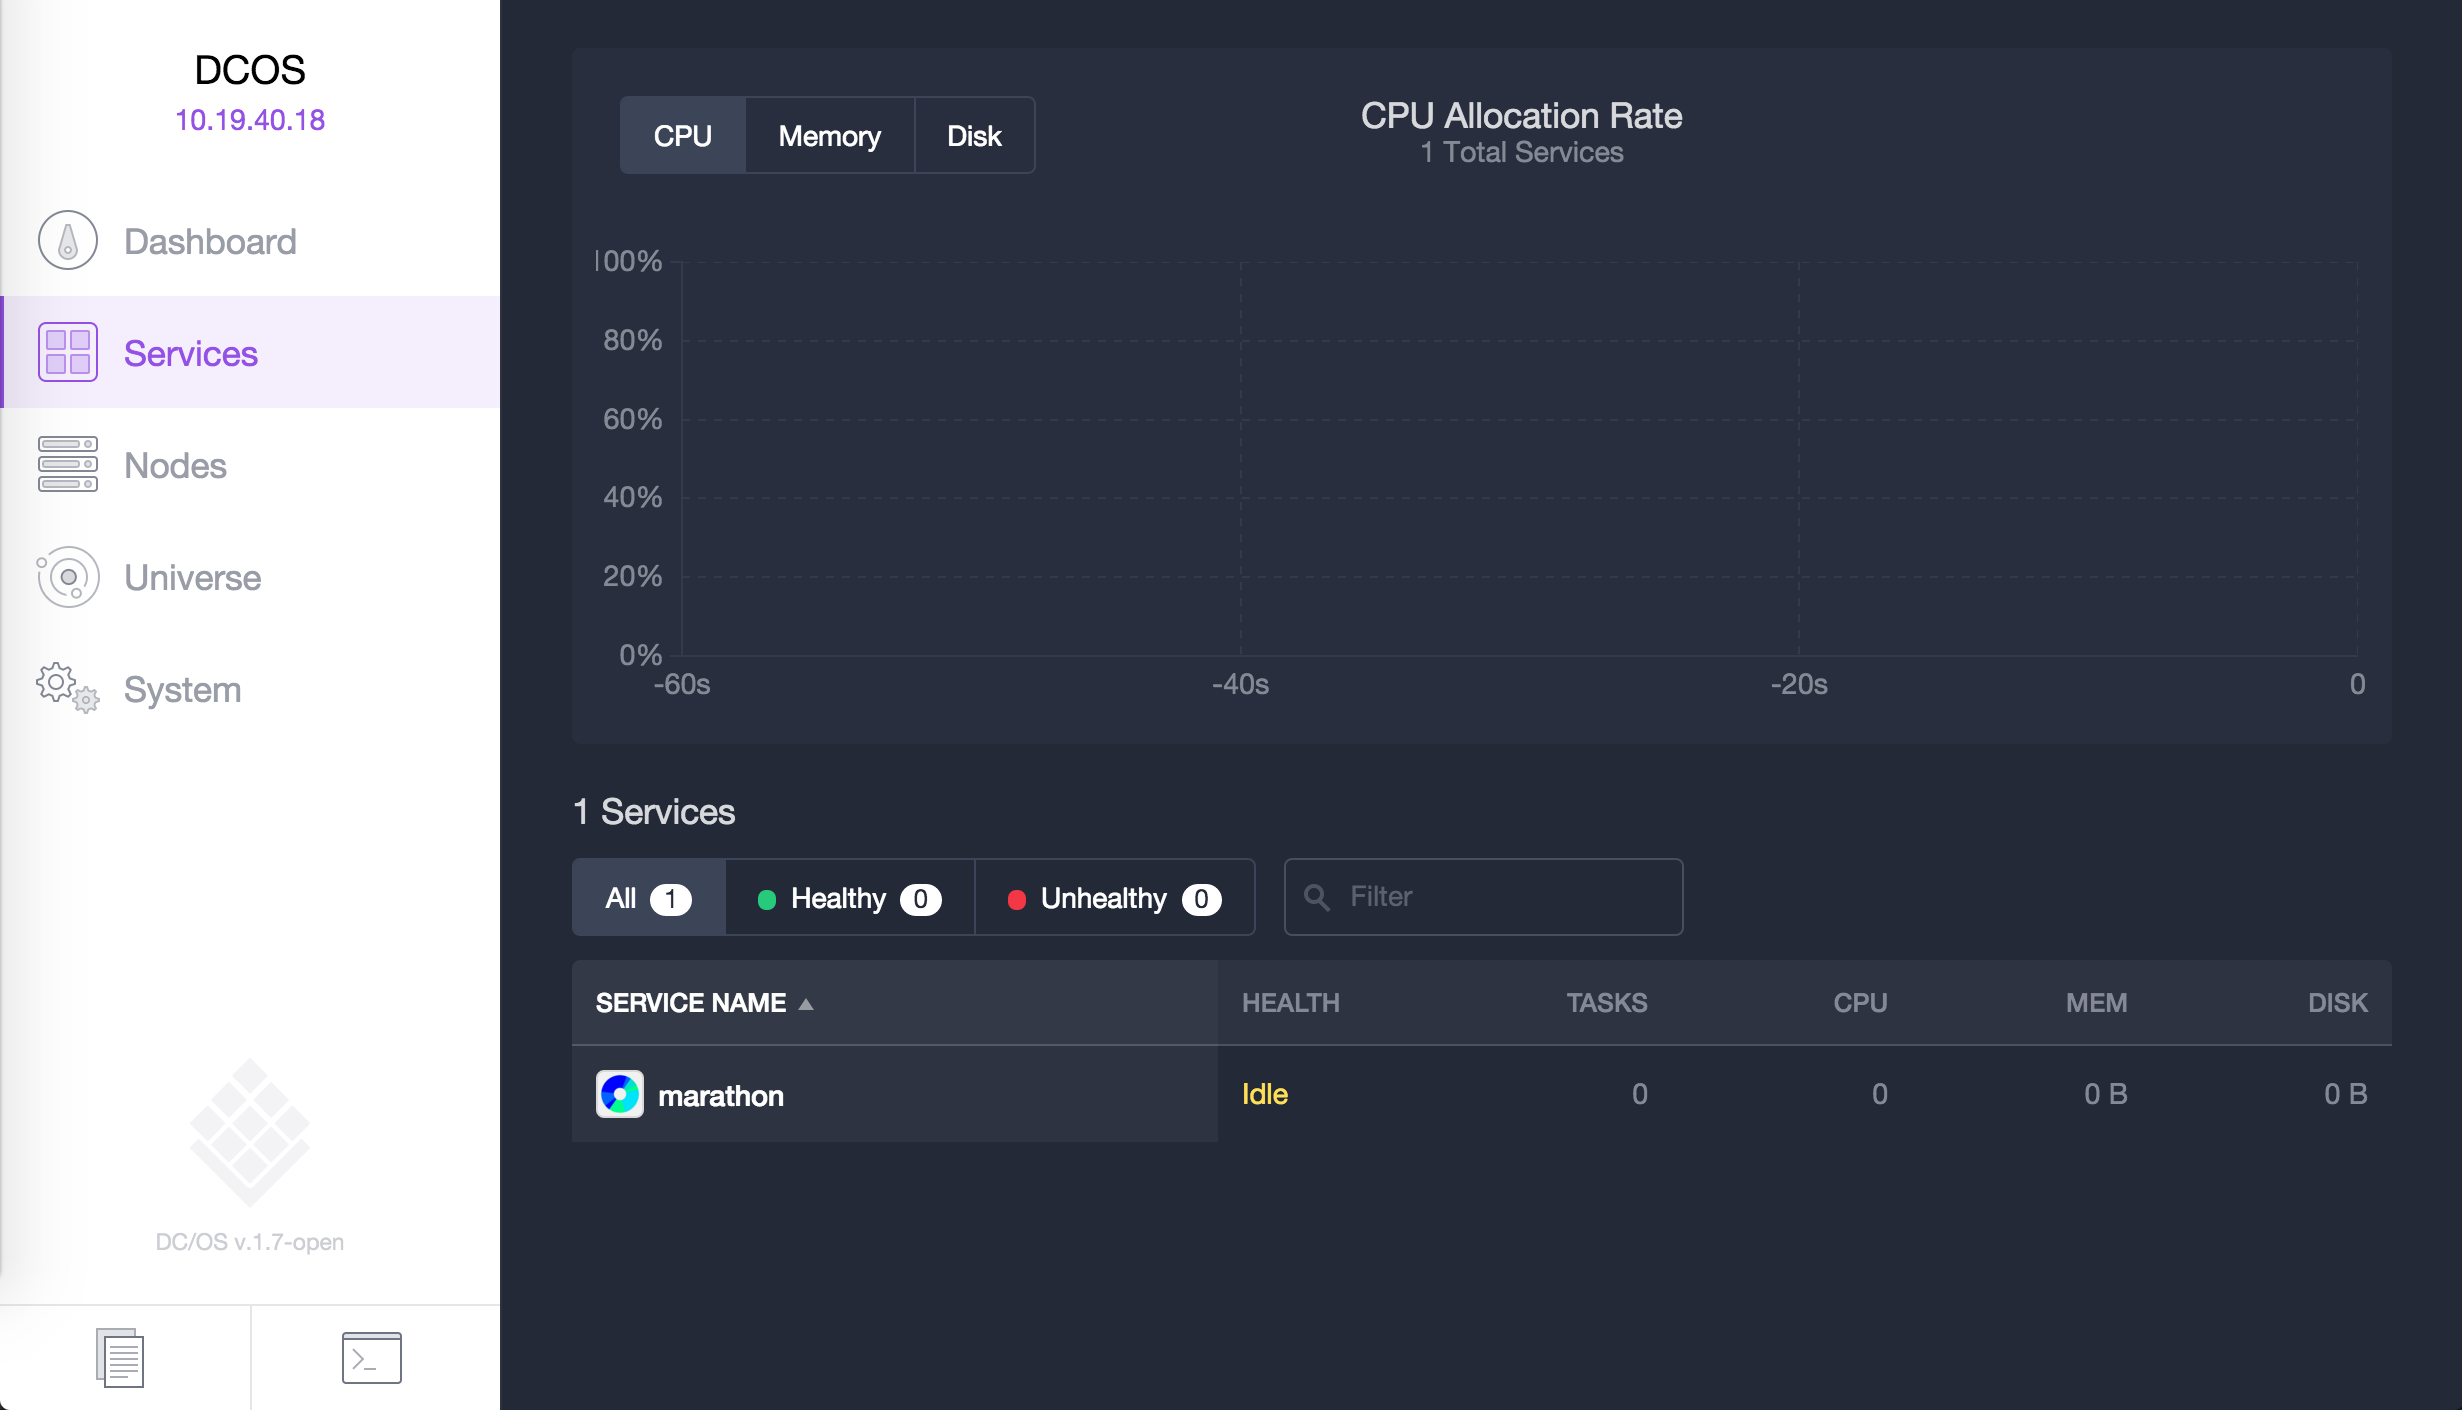 DCOS
10.19.40.18
Dashboard
Services
Nodes
Universe
System
DC/OS v.1.7-open
>_
CPU Memory Disk
CPU Allocation Rate
1 Total Services
100%
80%
60%
40%
20%
0%
-60s -40s -20s 0
1 Services
All 1 Healthy 0 Unhealthy 0 Filter
SERVICE NAME HEALTH TASKS CPU MEM DISK
marathon Idle 0 0 0 B 0 B